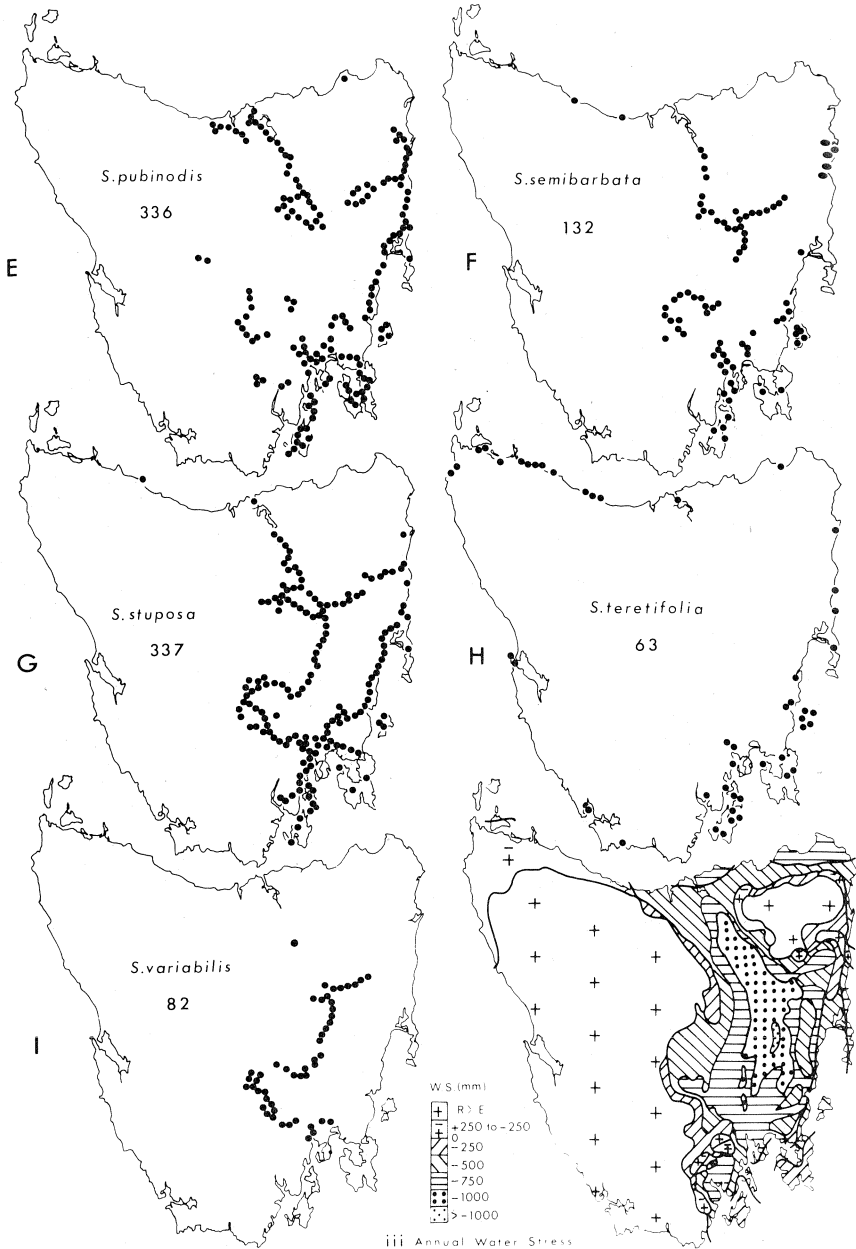 S.pubinodis
336
E
S.semibarbata
132
F
S.stuposa
337
G
S.teretifolia
63
H
S.variabilis
82
I
W.S.(mm)
R > E
+250 to -250
0
-250
-500
-750
-1000
>-1000
iii Annual Water Stress